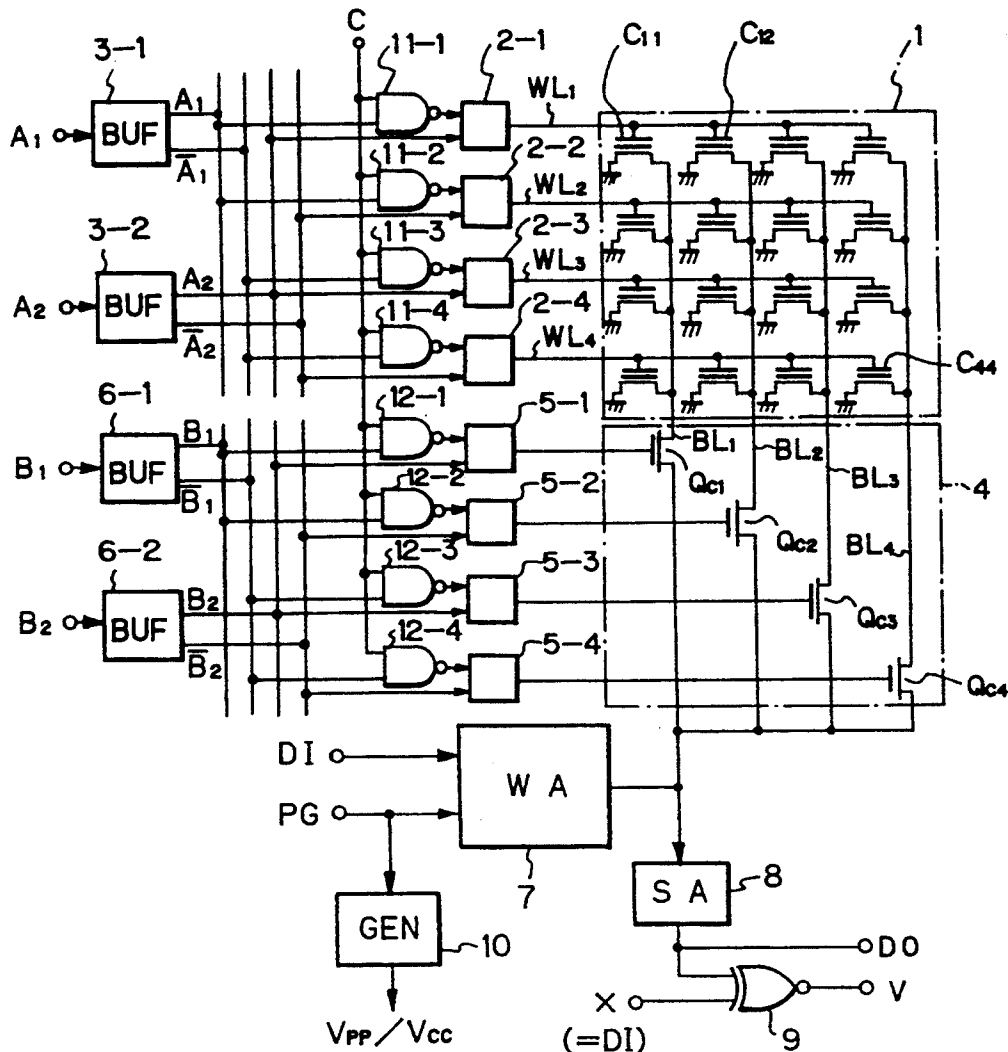 C
11-1
2-1
C11
C12
1
3-1
A1
BUF
A1
A̅1
WL1
11-2
2-2
WL2
11-3
2-3
WL3
3-2
A2
BUF
A2
A̅2
11-4
2-4
WL4
C44
6-1
B1
BUF
B1
B̅1
12-1
5-1
BL1
QC1
BL2
12-2
5-2
QC2
BL3
4
6-2
B2
BUF
B2
B̅2
12-3
5-3
BL4
QC3
12-4
5-4
QC4
DI
PG
WA
7
SA
8
GEN
10
DO
X
(=DI)
V
9
VPP/VCC